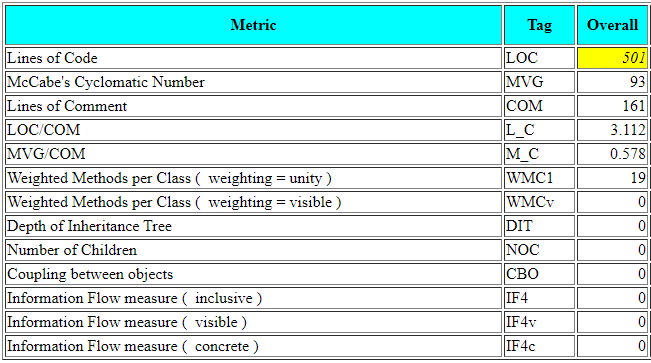 Metric Tag Overall
Lines of Code LOC 501
McCabe's Cyclomatic Number MVG 93
Lines of Comment COM 161
LOC/COM L_C 3.112
MVG/COM M_C 0.578
Weighted Methods per Class ( weighting = unity ) WMC1 19
Weighted Methods per Class ( weighting = visible ) WMCv 0
Depth of Inheritance Tree DIT 0
Number of Children NOC 0
Coupling between objects CBO 0
Information Flow measure ( inclusive ) IF4 0
Information Flow measure ( visible ) IF4v 0
Information Flow measure ( concrete ) IF4c 0